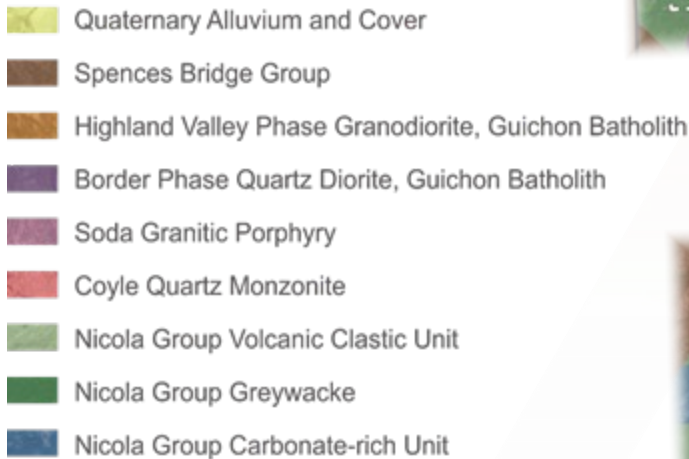 Quaternary Alluvium and Cover
Spences Bridge Group
Highland Valley Phase Granodiorite, Guichon Batholith
Border Phase Quartz Diorite, Guichon Batholith
Soda Granitic Porphyry
Coyle Quartz Monzonite
Nicola Group Volcanic Clastic Unit
Nicola Group Greywacke
Nicola Group Carbonate-rich Unit